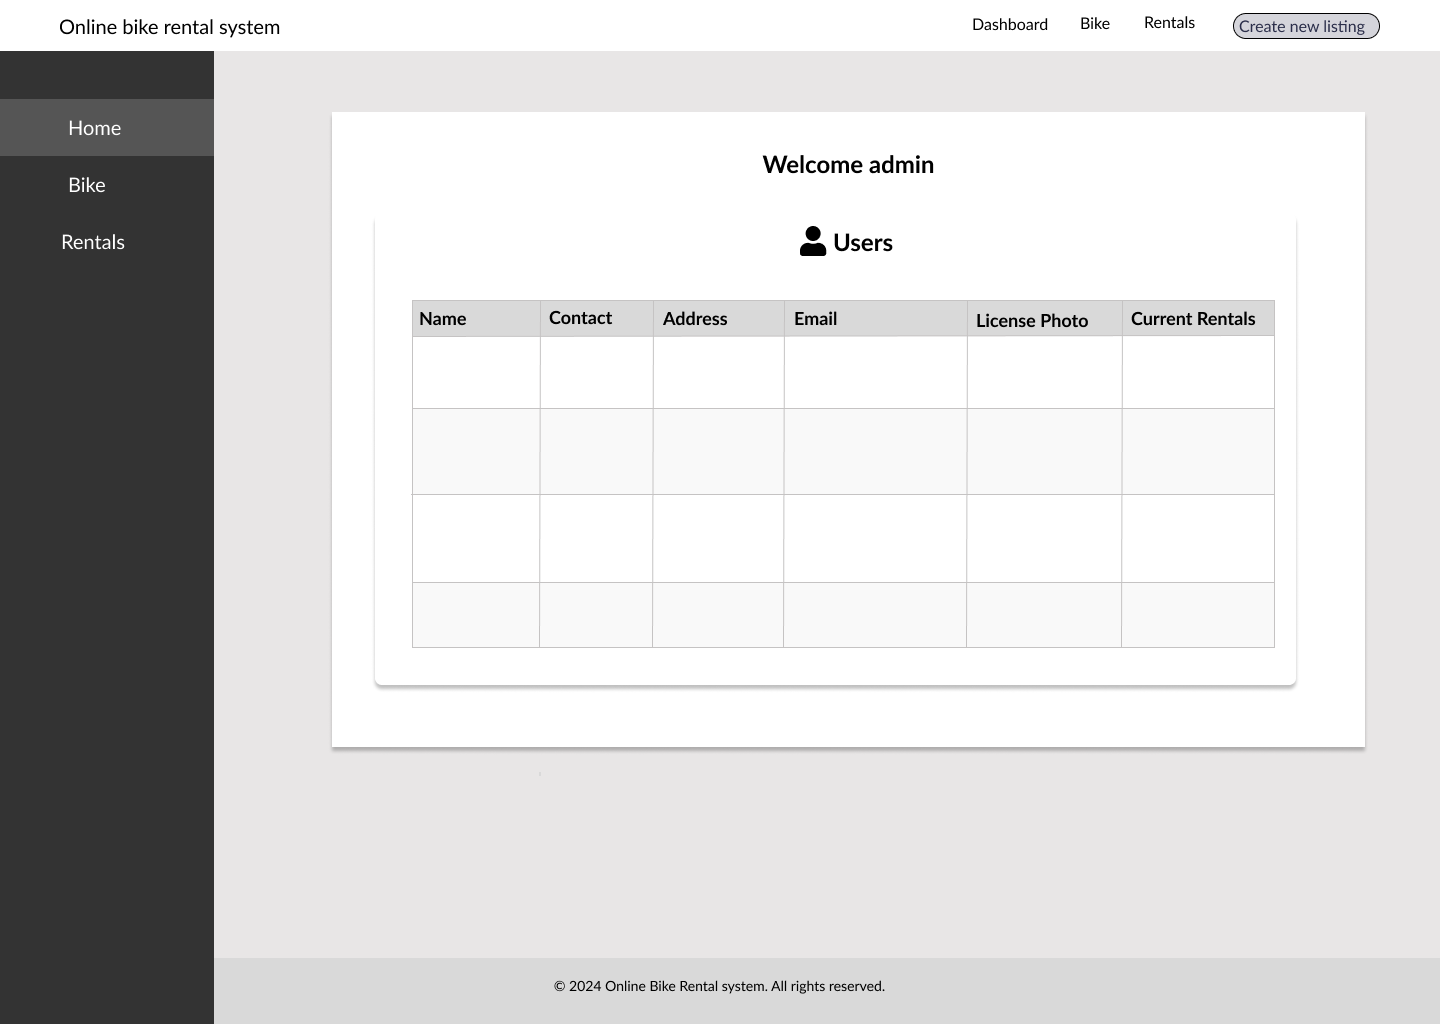 Online bike rental system
Dashboard Bike Rentals Create new listing
Home
Bike
Rentals
Welcome admin
Users
Name Contact Address Email License Photo Current Rentals
© 2024 Online Bike Rental system. All rights reserved.